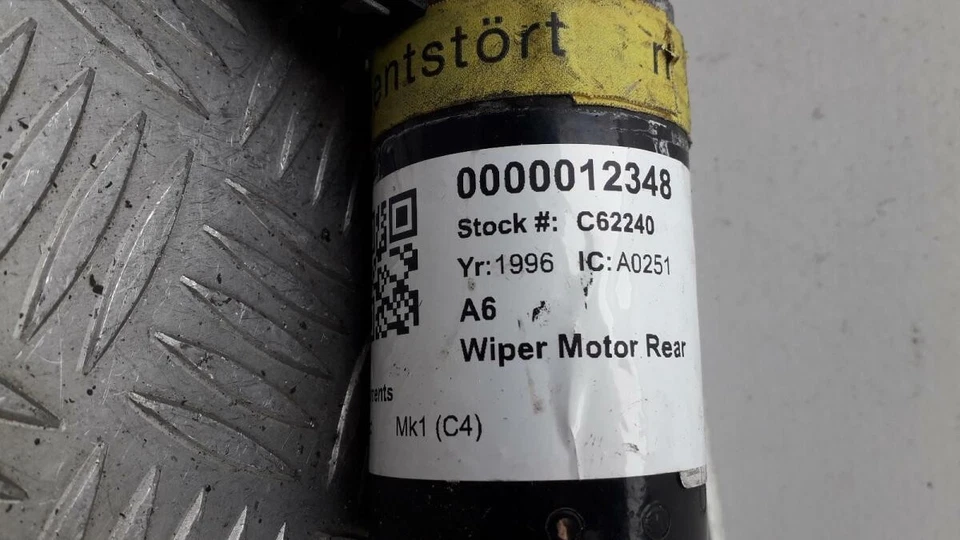 entstört
0000012348
Stock #: C62240
Yr:1996 IC:A0251
A6
Wiper Motor Rear
Mk1 (C4)